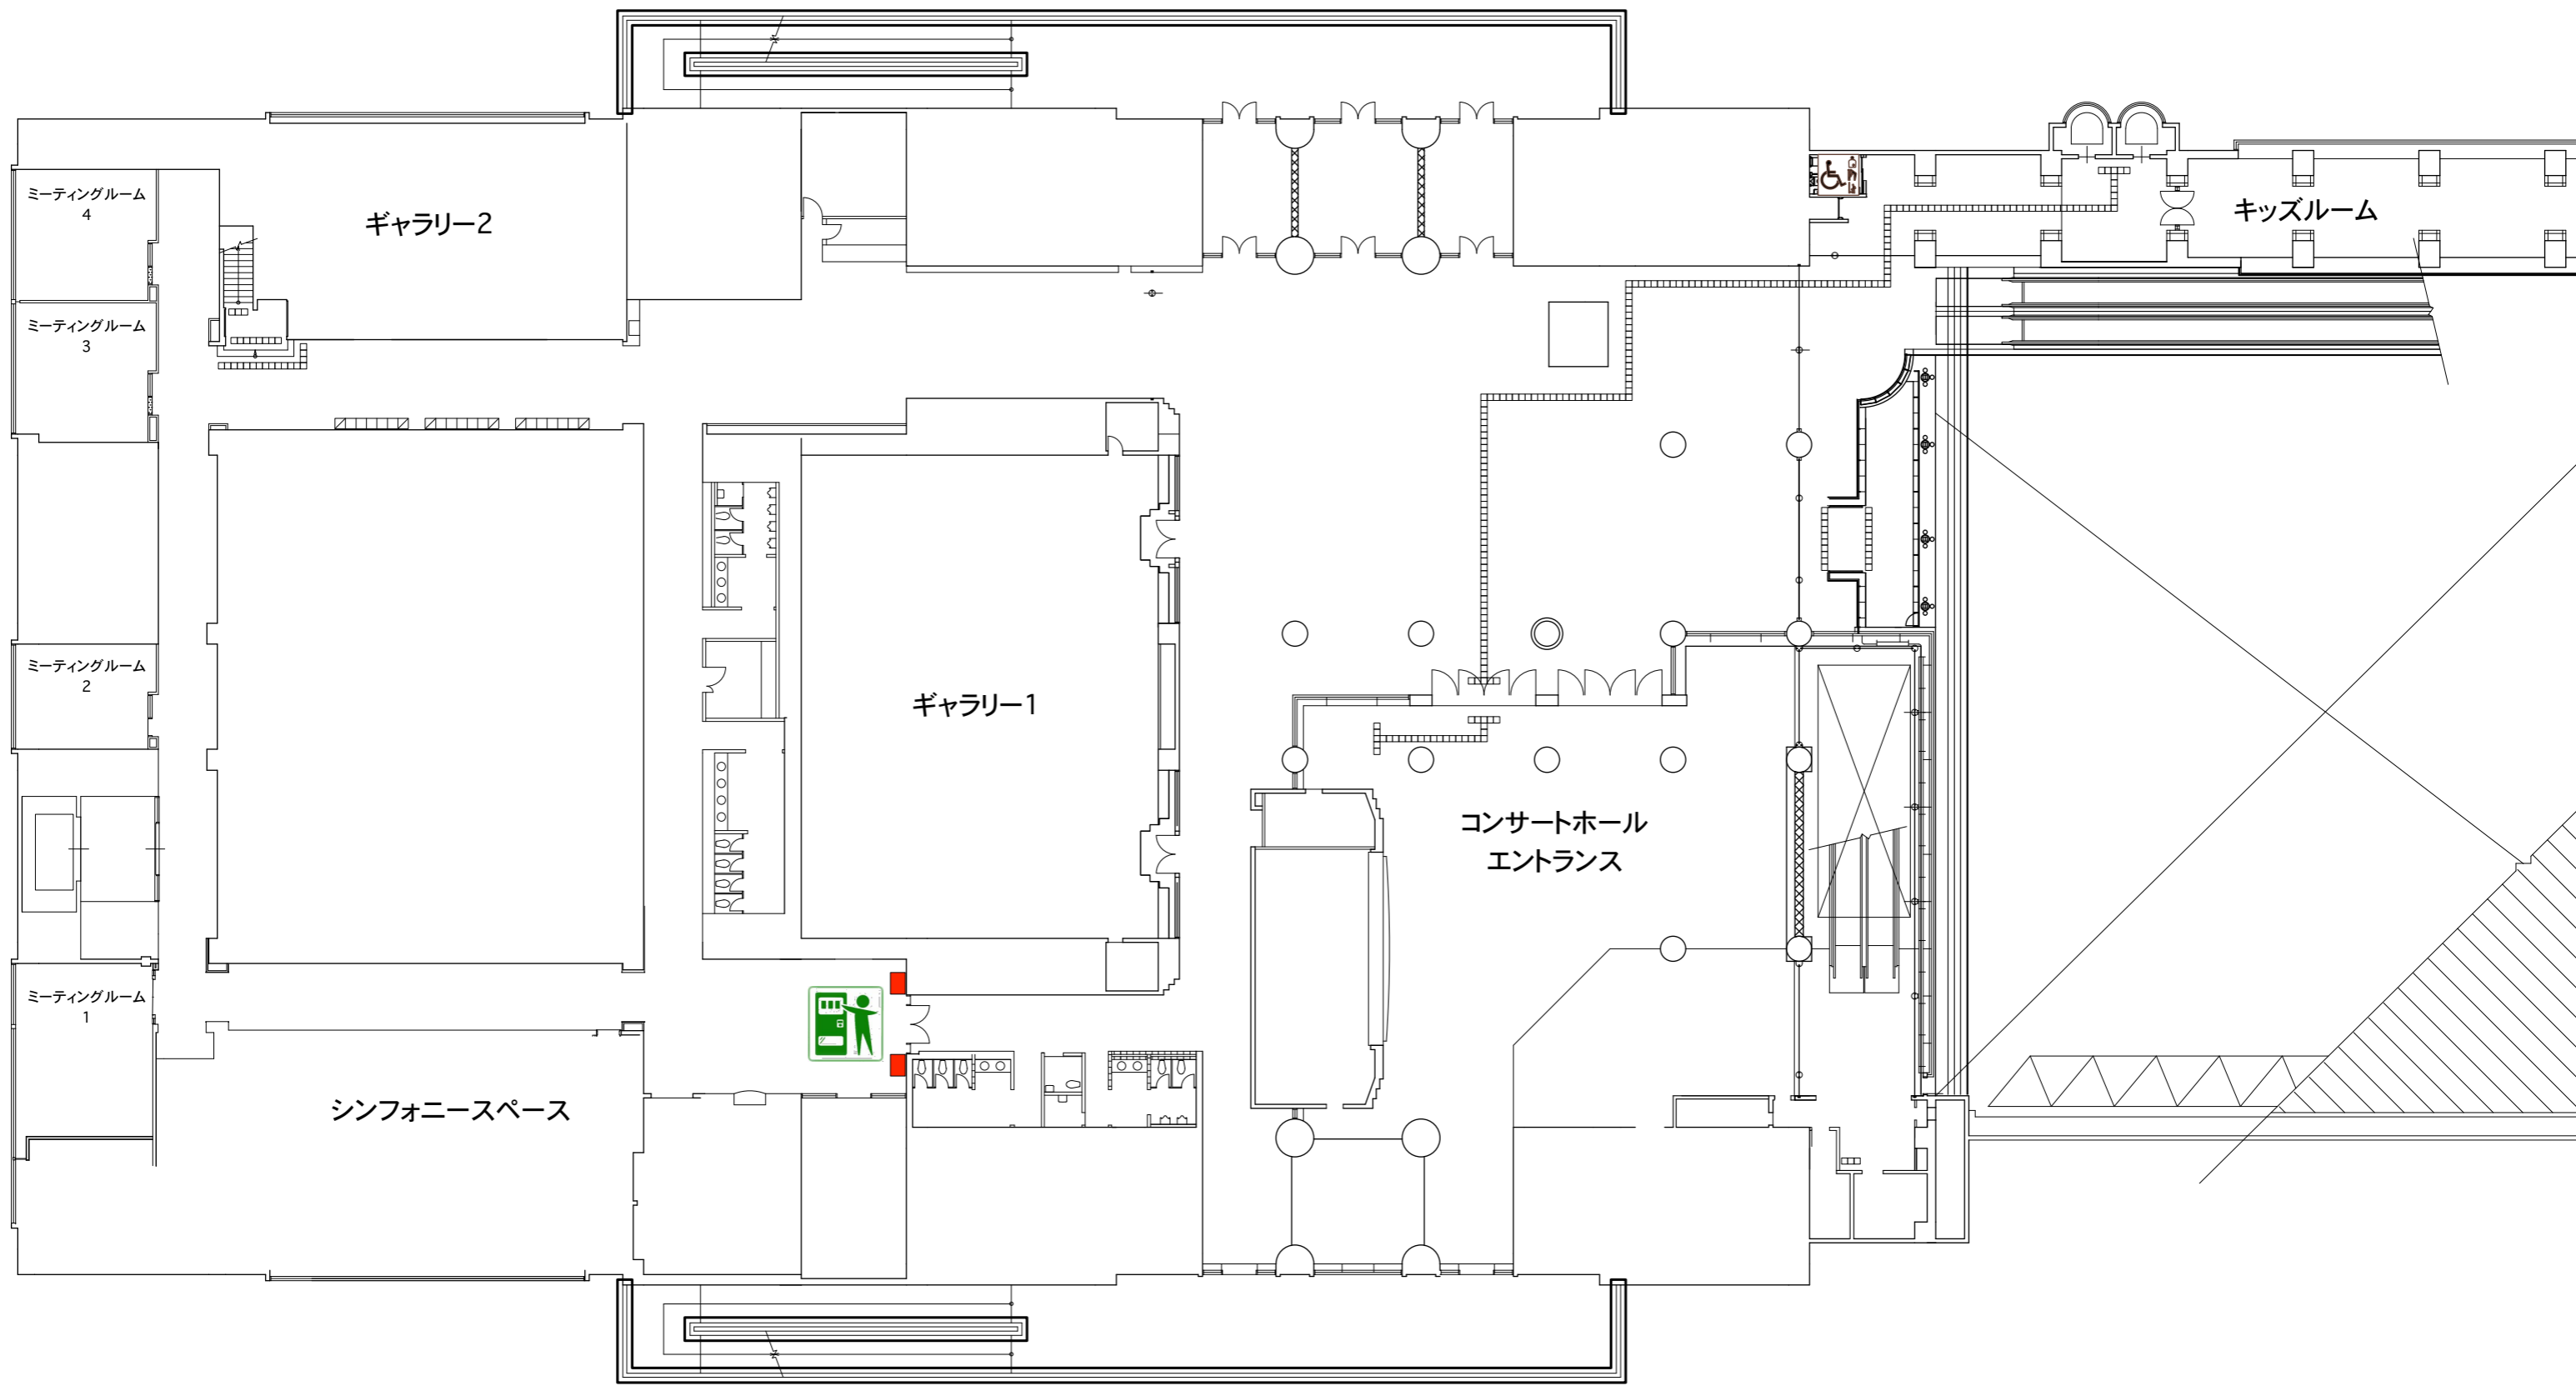 ミーティングルーム
4
ギャラリー2
キッズルーム
ミーティングルーム
3
ミーティングルーム
2
ギャラリー1
コンサートホール
エントランス
ミーティングルーム
1
シンフォニースペース